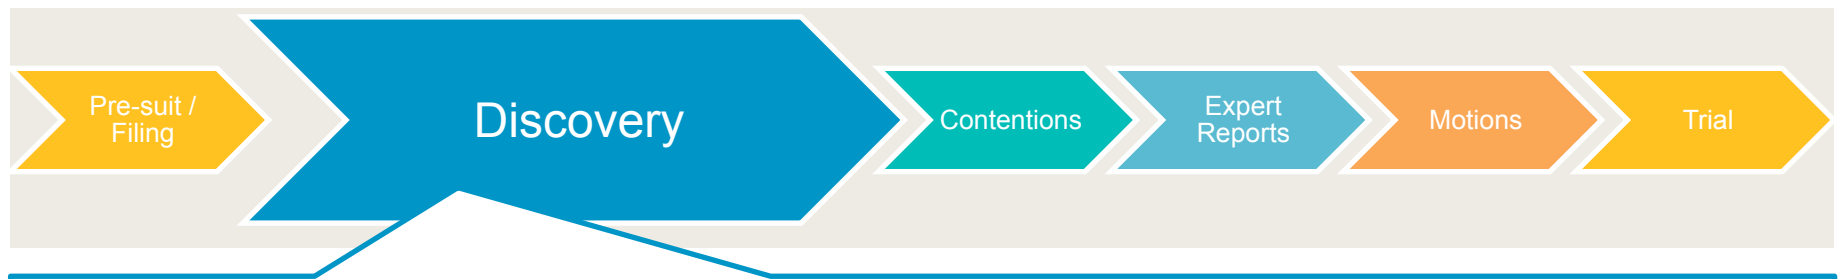 Pre-suit /
Filing
Discovery
Contentions
Expert
Reports
Motions
Trial